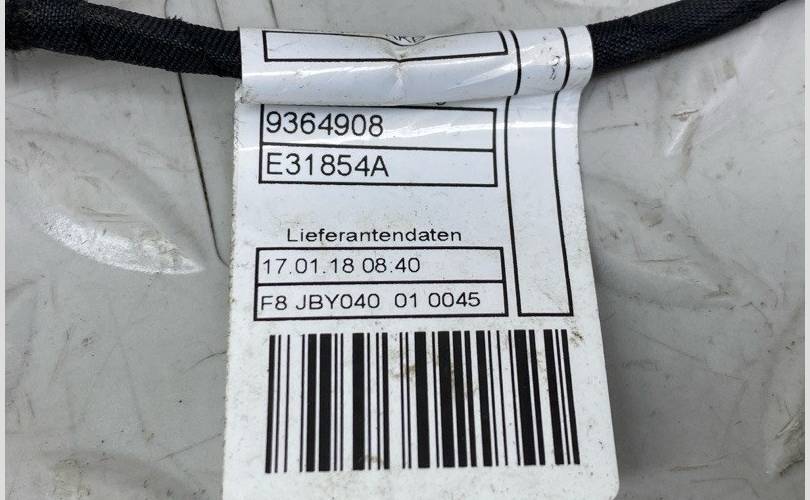 9364908
E31854A
Lieferantendaten
17.01.18 08:40
F8 JBY040 01 0045